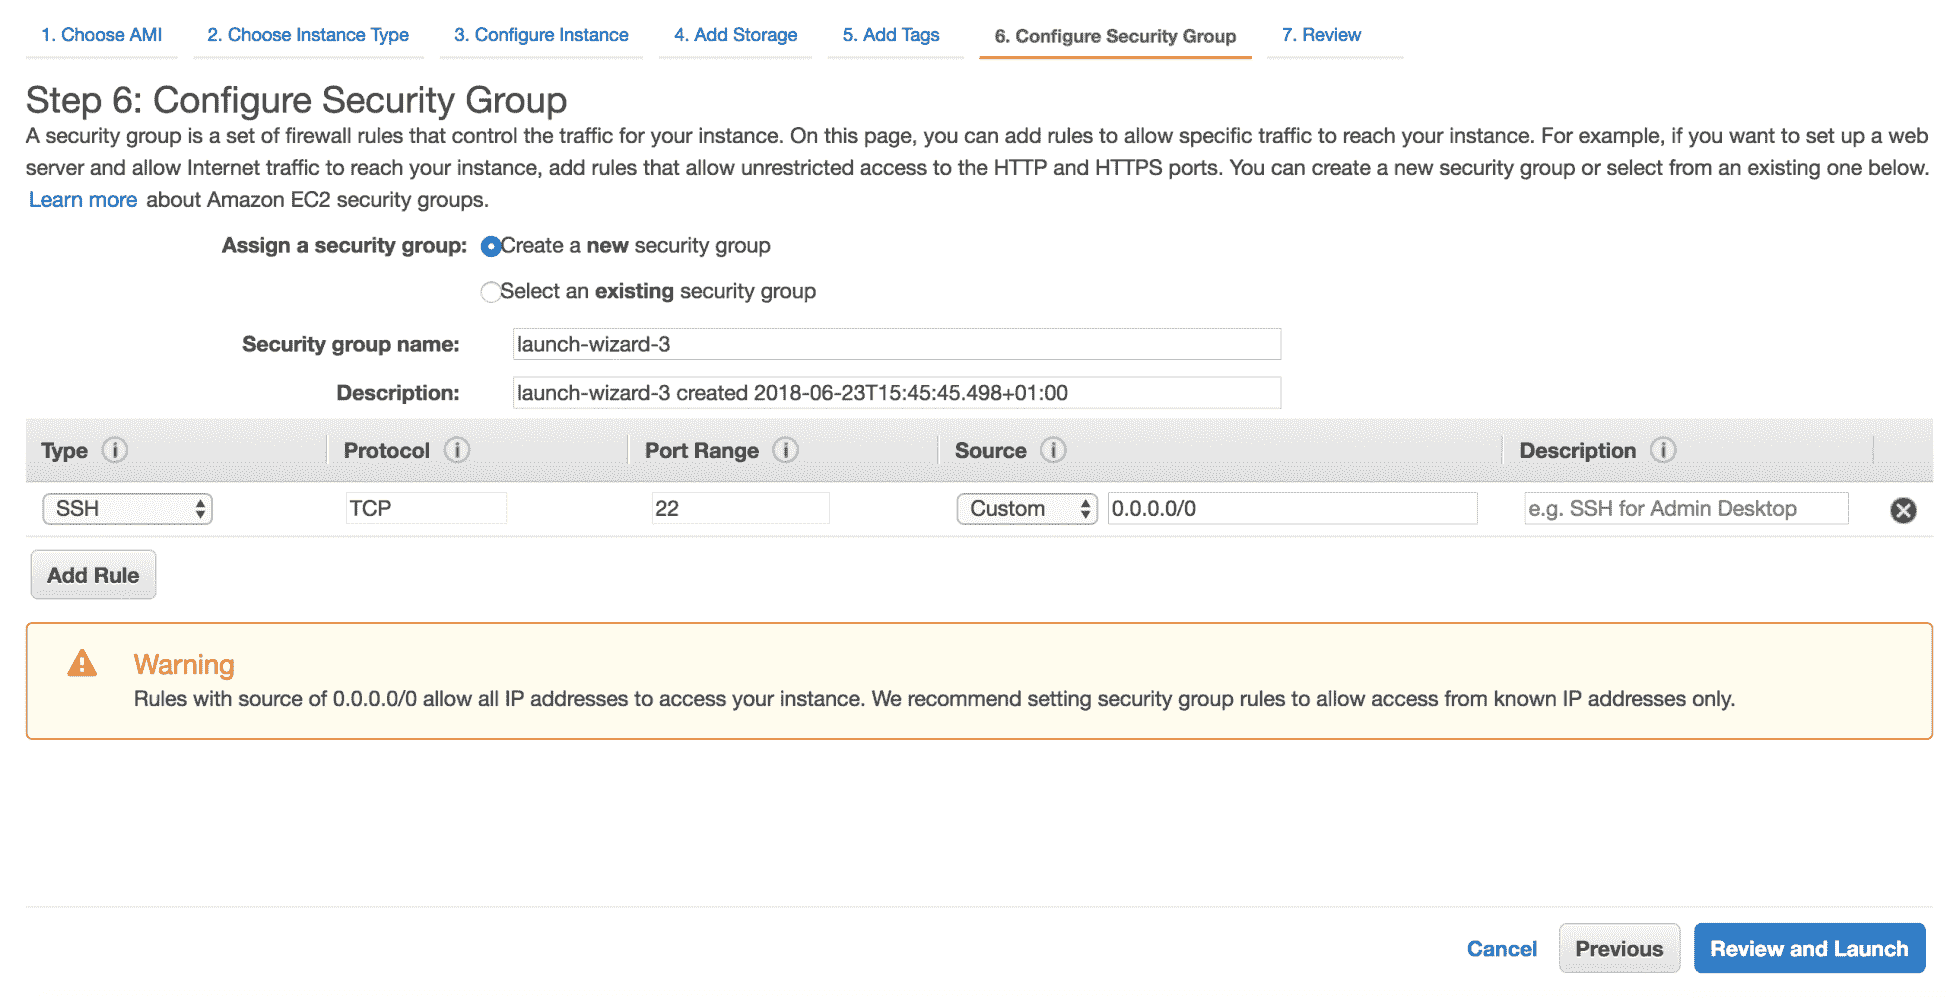 1. Choose AMI 2. Choose Instance Type 3. Configure Instance 4. Add Storage 5. Add Tags 6. Configure Security Group 7. Review
Step 6: Configure Security Group
A security group is a set of firewall rules that control the traffic for your instance. On this page, you can add rules to allow specific traffic to reach your instance. For example, if you want to set up a web
server and allow Internet traffic to reach your instance, add rules that allow unrestricted access to the HTTP and HTTPS ports. You can create a new security group or select from an existing one below.
Learn more about Amazon EC2 security groups.
Assign a security group: Create a new security group
Select an existing security group
Security group name: launch-wizard-3
Description: launch-wizard-3 created 2018-06-23T15:45:45.498+01:00
Type i Protocol i Port Range i Source i Description i
SSH TCP 22 Custom 0.0.0.0/0 e.g. SSH for Admin Desktop
Add Rule
Warning
Rules with source of 0.0.0.0/0 allow all IP addresses to access your instance. We recommend setting security group rules to allow access from known IP addresses only.
Cancel Previous Review and Launch